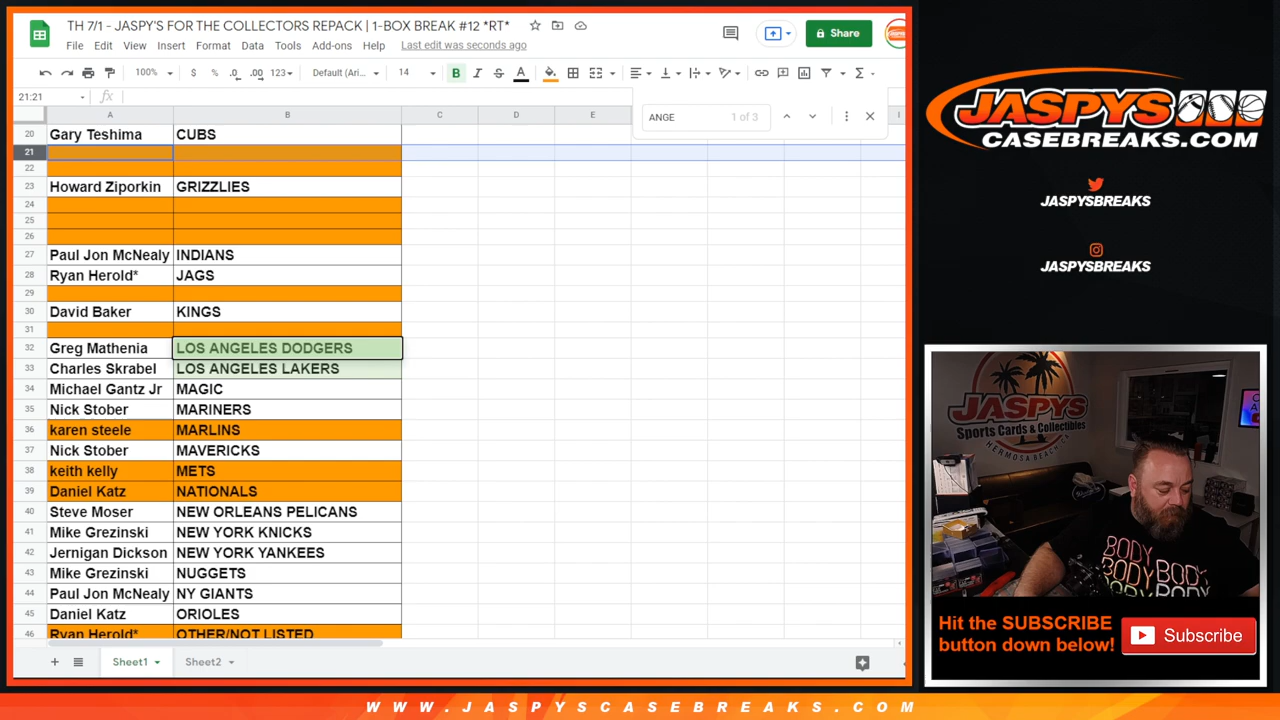 TH 7/1 - JASPY'S FOR THE COLLECTORS REPACK | 1-BOX BREAK #12 *RT*
File Edit View Insert Format Data Tools Add-ons Help Last edit was seconds ago
Share
100% $ % .0 .00 123 Default (Ari... 14 B I S A
21:21 fx
ANGE 1 of 3
A B C D E I
20 Gary Teshima CUBS
21
22
23 Howard Ziporkin GRIZZLIES
24
25
26
27 Paul Jon McNealy INDIANS
28 Ryan Herold* JAGS
29
30 David Baker KINGS
31
32 Greg Mathenia LOS ANGELES DODGERS
33 Charles Skrabel LOS ANGELES LAKERS
34 Michael Gantz Jr MAGIC
35 Nick Stober MARINERS
36 karen steele MARLINS
37 Nick Stober MAVERICKS
38 keith kelly METS
39 Daniel Katz NATIONALS
40 Steve Moser NEW ORLEANS PELICANS
41 Mike Grezinski NEW YORK KNICKS
42 Jernigan Dickson NEW YORK YANKEES
43 Mike Grezinski NUGGETS
44 Paul Jon McNealy NY GIANTS
45 Daniel Katz ORIOLES
46 Ryan Herold* OTHER/NOT LISTED
Sheet1 Sheet2
JASPYS
CASEBREAKS.COM
JASPYSBREAKS
JASPYSBREAKS
JASPYS
Sports Cards & Collectibles
HERMOSA BEACH, CA
BODY
BODY BODY
BODY BODY
Hit the SUBSCRIBE
button down below!
Subscribe
WWW.JASPYSCASEBREAKS.COM